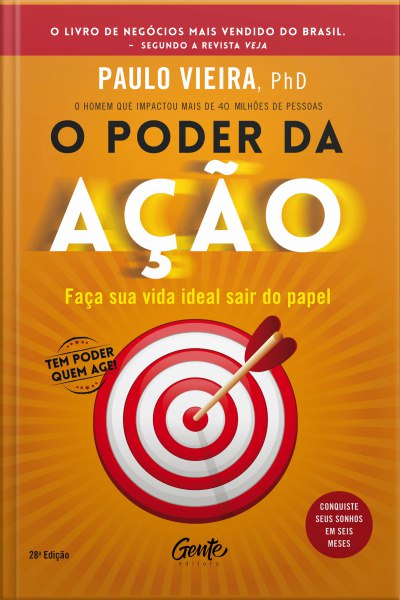 O LIVRO DE NEGÓCIOS MAIS VENDIDO DO BRASIL.
– SEGUNDO A REVISTA VEJA
PAULO VIEIRA, PhD
O HOMEM QUE IMPACTOU MAIS DE 40 MILHÕES DE PESSOAS
O PODER DA
AÇÃO
Faça sua vida ideal sair do papel
TEM PODER
QUEM AGE!
CONQUISTE
SEUS SONHOS
EM SEIS
MESES
28ª Edição
Gente
editora